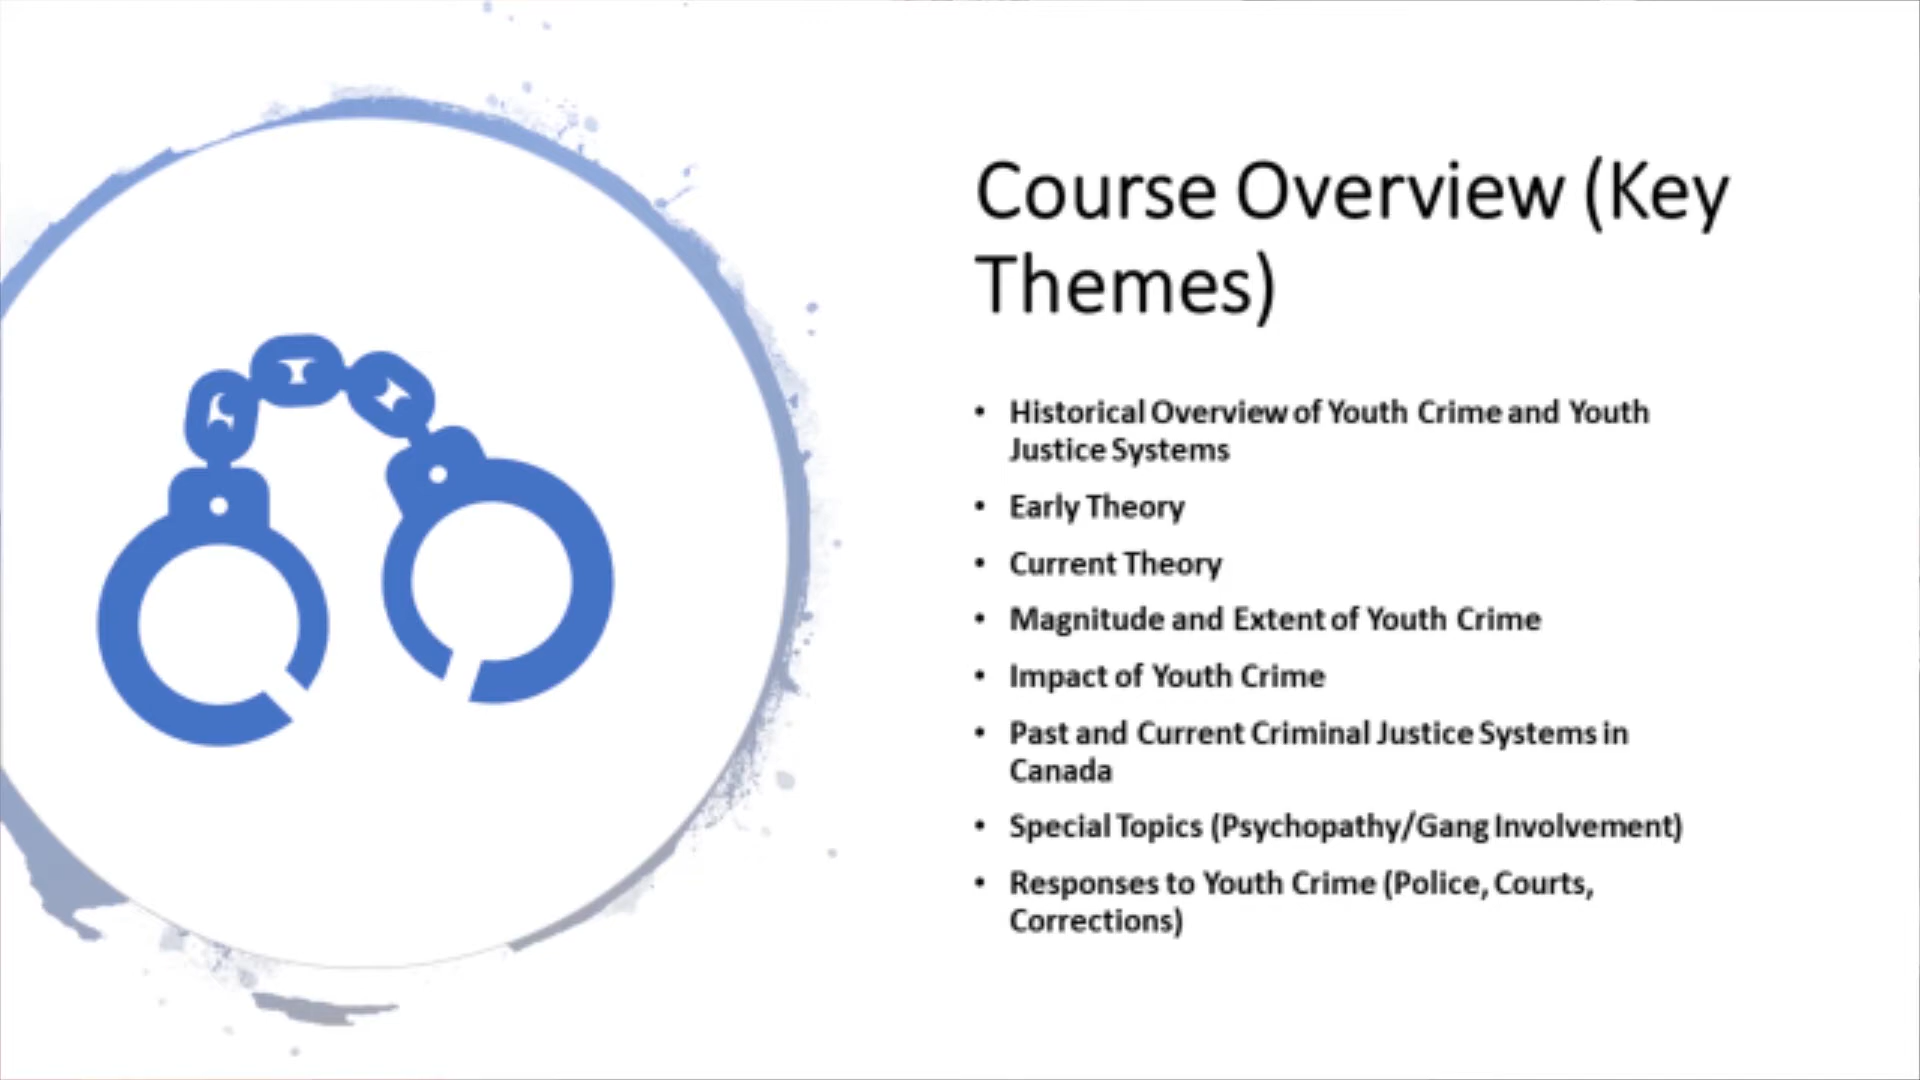 Course Overview (Key
Themes)
• Historical Overview of Youth Crime and Youth
Justice Systems
• Early Theory
• Current Theory
• Magnitude and Extent of Youth Crime
• Impact of Youth Crime
• Past and Current Criminal Justice Systems in
Canada
• Special Topics (Psychopathy/Gang Involvement)
• Responses to Youth Crime (Police, Courts,
Corrections)